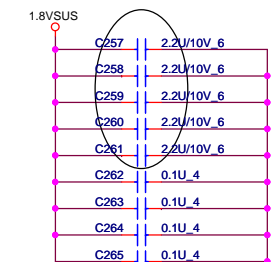 1.8VSUS
C257 2.2U/10V_6
C258 2.2U/10V_6
C259 2.2U/10V_6
C260 2.2U/10V_6
C261 2.2U/10V_6
C262 0.1U_4
C263 0.1U_4
C264 0.1U_4
C265 0.1U_4